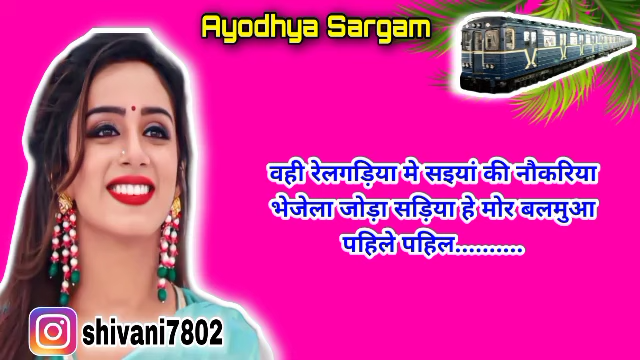 Ayodhya Sargam
वही रेलगड़िया मे सइयां की नौकरिया
भेजेला जोड़ा सड़िया हे मोर बलमुआ
पहिले पहिल..........
shivani7802